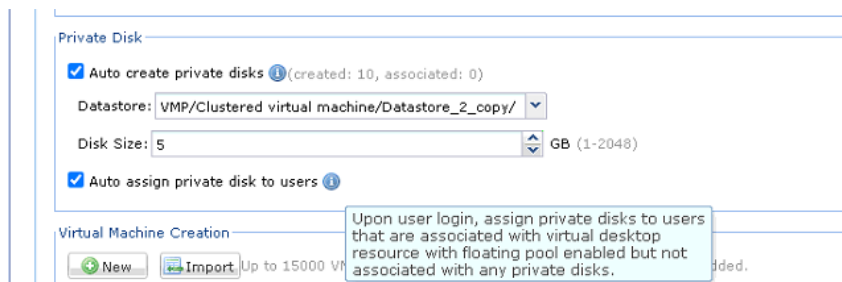 Private Disk
Auto create private disks (created: 10, associated: 0)
Datastore: VMP/Clustered virtual machine/Datastore_2_copy/
Disk Size: 5 GB (1-2048)
Auto assign private disk to users
Upon user login, assign private disks to users
that are associated with virtual desktop
resource with floating pool enabled but not
associated with any private disks.
Virtual Machine Creation
New Import Up to 15000 VM